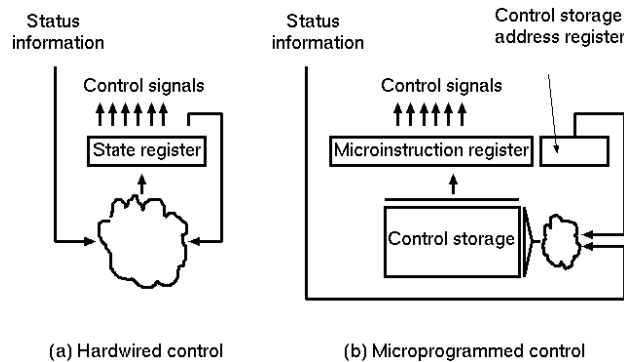 Status
information
Control signals
State register
(a) Hardwired control
Status
information
Control storage
address register
Control signals
Microinstruction register
Control storage
(b) Microprogrammed control